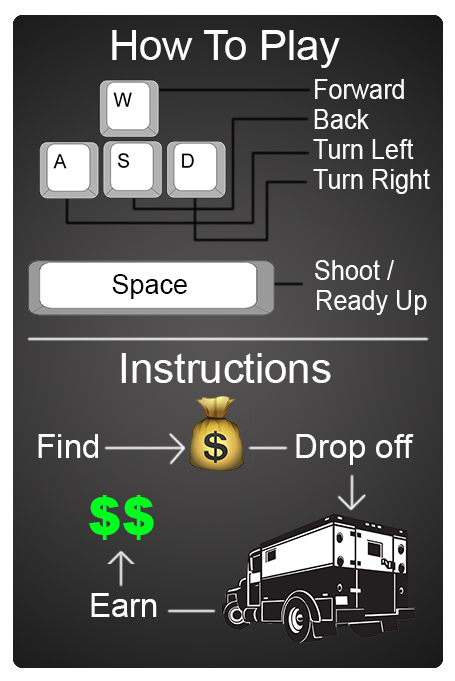 How To Play
W
Forward
Back
A S D
Turn Left
Turn Right
Space
Shoot /
Ready Up
Instructions
Find
$
Drop off
$$
Earn